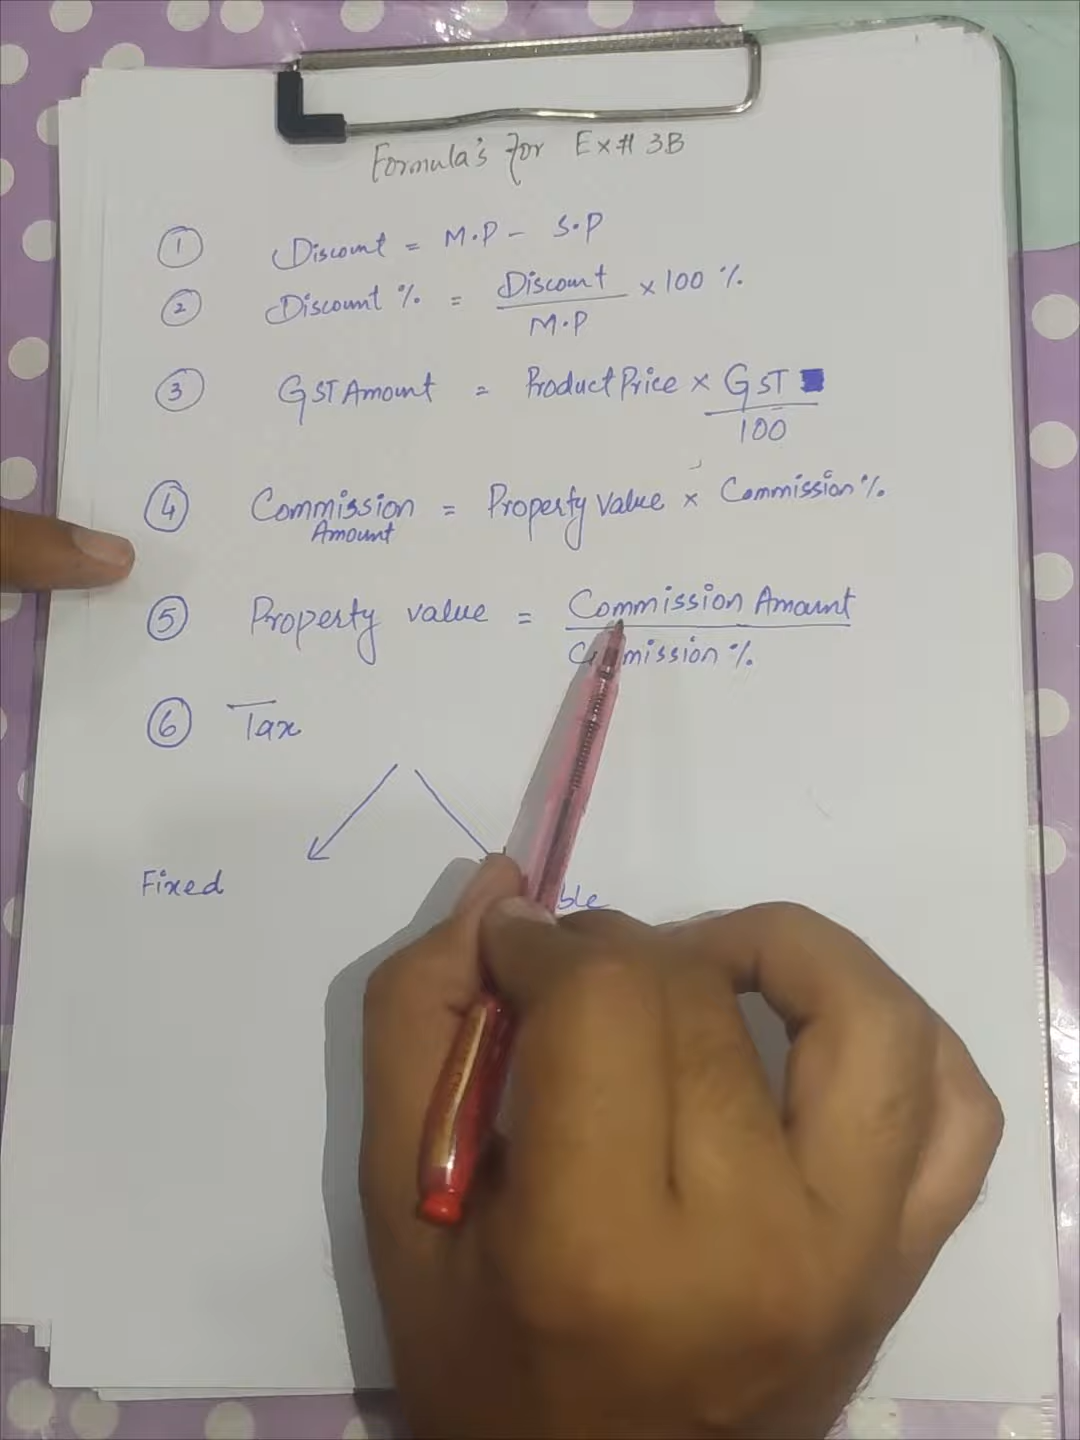 Formula's for Ex# 3B
① Discount = M.P - S.P
② Discount % = Discount / M.P × 100 %
③ GST Amount = Product Price × GST / 100
④ Commission Amount = Property value × Commission %
⑤ Property value = Commission Amount / Commission %
⑥ Tax
Fixed